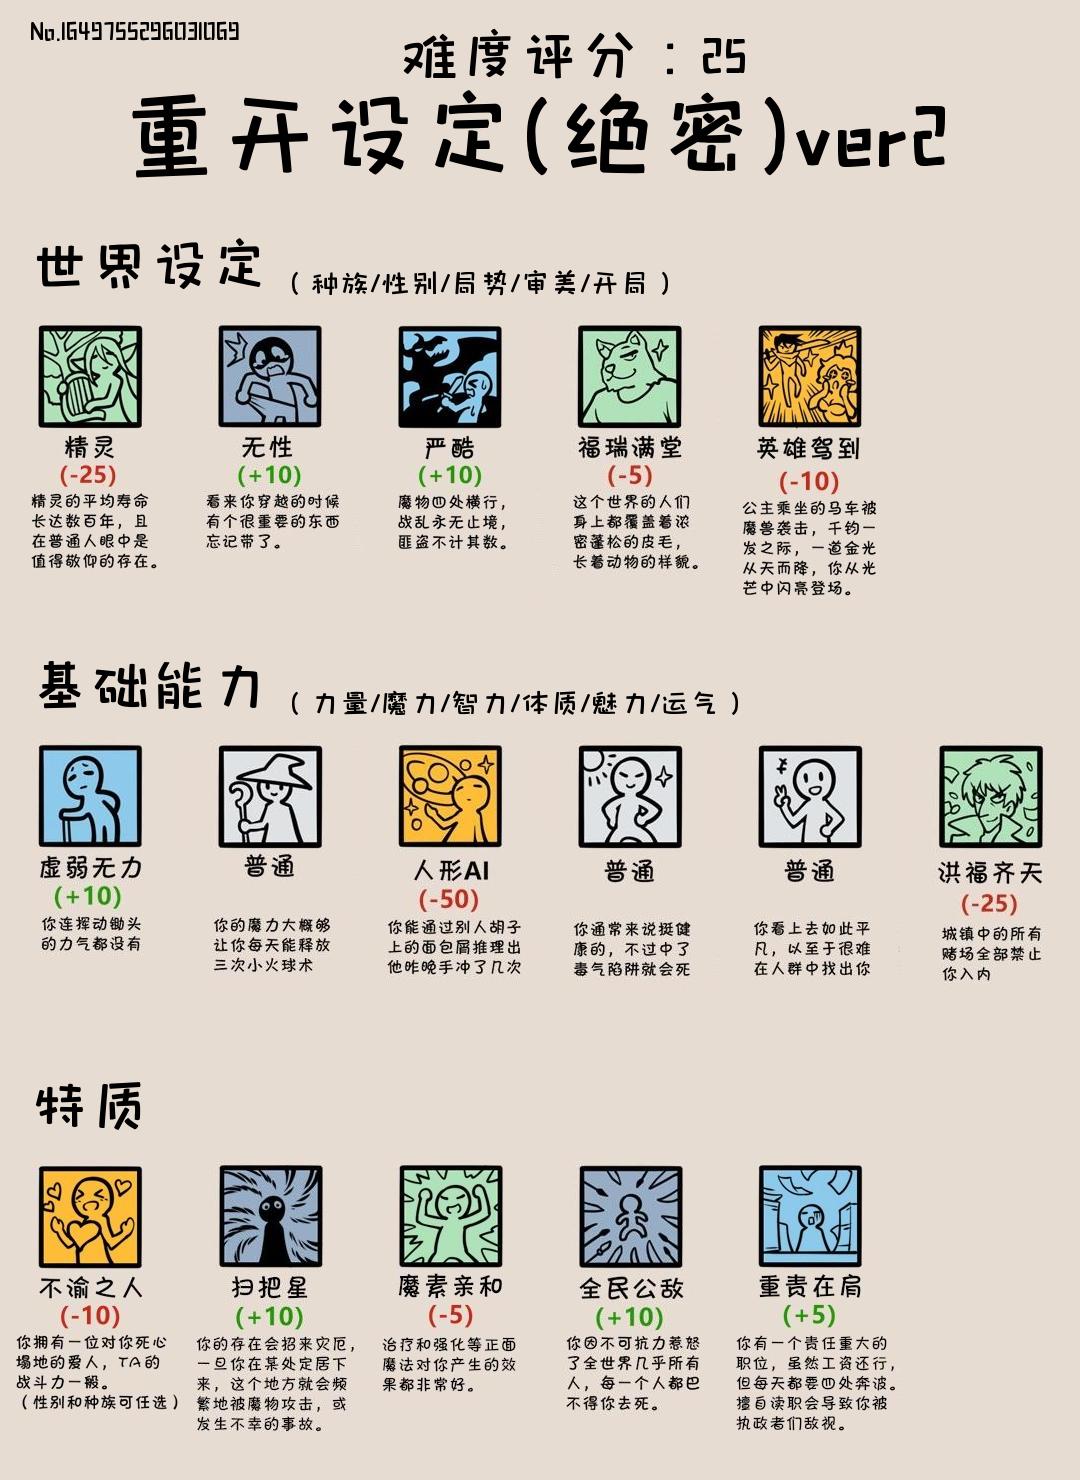 No.1649755296031069
难度评分：25
重开设定(绝密)ver2
世界设定 （种族/性别/局势/审美/开局）
精灵
(-25)
精灵的平均寿命
长达数百年，且
在普通人眼中是
值得敬仰的存在。
无性
(+10)
看来你穿越的时候
有个很重要的东西
忘记带了。
严酷
(+10)
魔物四处横行，
战乱永无止境，
匪盗不计其数。
福瑞满堂
(-5)
这个世界的人们
身上都覆盖着浓
密蓬松的皮毛，
长着动物的样貌。
英雄驾到
(-10)
公主乘坐的马车被
魔兽袭击，千钧一
发之际，一道金光
从天而降，你从光
芒中闪亮登场。
基础能力 （力量/魔力/智力/体质/魅力/运气）
虚弱无力
(+10)
你连挥动锄头
的力气都没有
普通
你的魔力大概够
让你每天能释放
三次小火球术
人形AI
(-50)
你能通过别人胡子
上的面包屑推理出
他昨晚手冲了几次
普通
你通常来说挺健
康的，不过中了
毒气陷阱就会死
普通
你看上去如此平
凡，以至于很难
在人群中找出你
洪福齐天
(-25)
城镇中的所有
赌场全部禁止
你入内
特质
不渝之人
(-10)
你拥有一位对你死心
塌地的爱人，TA的
战斗力一般。
（性别和种族可任选）
扫把星
(+10)
你的存在会招来灾厄，
一旦你在某处定居下
来，这个地方就会频
繁地被魔物攻击，或
发生不幸的事故。
魔素亲和
(-5)
治疗和强化等正面
魔法对你产生的效
果都非常好。
全民公敌
(+10)
你因不可抗力惹怒
了全世界几乎所有
人，每一个人都巴
不得你去死。
重责在肩
(+5)
你有一个责任重大的
职位，虽然工资还行，
但每天都要四处奔波。
擅自读职会导致你被
执政者们敌视。